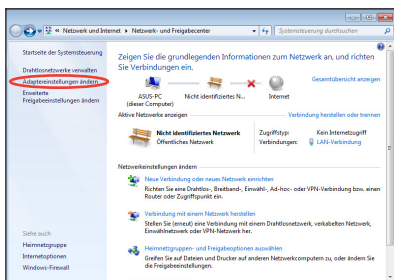 Netzwerk und Internet ▸ Netzwerk- und Freigabecenter
Systemsteuerung durchsuchen
Startseite der Systemsteuerung
Drahtlosnetzwerke verwalten
Adaptereinstellungen ändern
Erweiterte
Freigabeeinstellungen ändern
Zeigen Sie die grundlegenden Informationen zum Netzwerk an, und richten
Sie Verbindungen ein.
Gesamtübersicht anzeigen
ASUS-PC
(dieser Computer)
Nicht identifiziertes N...
Internet
Aktive Netzwerke anzeigen
Verbindung herstellen oder trennen
Nicht identifiziertes Netzwerk
Öffentliches Netzwerk
Zugriffstyp: Kein Internetzugriff
Verbindungen: LAN-Verbindung
Netzwerkeinstellungen ändern
Neue Verbindung oder neues Netzwerk einrichten
Richten Sie eine Drahtlos-, Breitband-, Einwähl-, Ad-hoc- oder VPN-Verbindung bzw. einen
Router oder Zugriffspunkt ein.
Verbindung mit einem Netzwerk herstellen
Stellen Sie (erneut) eine Verbindung mit einem Drahtlosnetzwerk, verkabelten Netzwerk,
Einwählnetzwerk oder VPN-Netzwerk her.
Heimnetzgruppen- und Freigabeoptionen auswählen
Greifen Sie auf Dateien und Drucker auf anderen Netzwerkcomputern zu, oder ändern Sie
die Freigabeeinstellungen.
Siehe auch
Heimnetzgruppe
Internetoptionen
Windows-Firewall